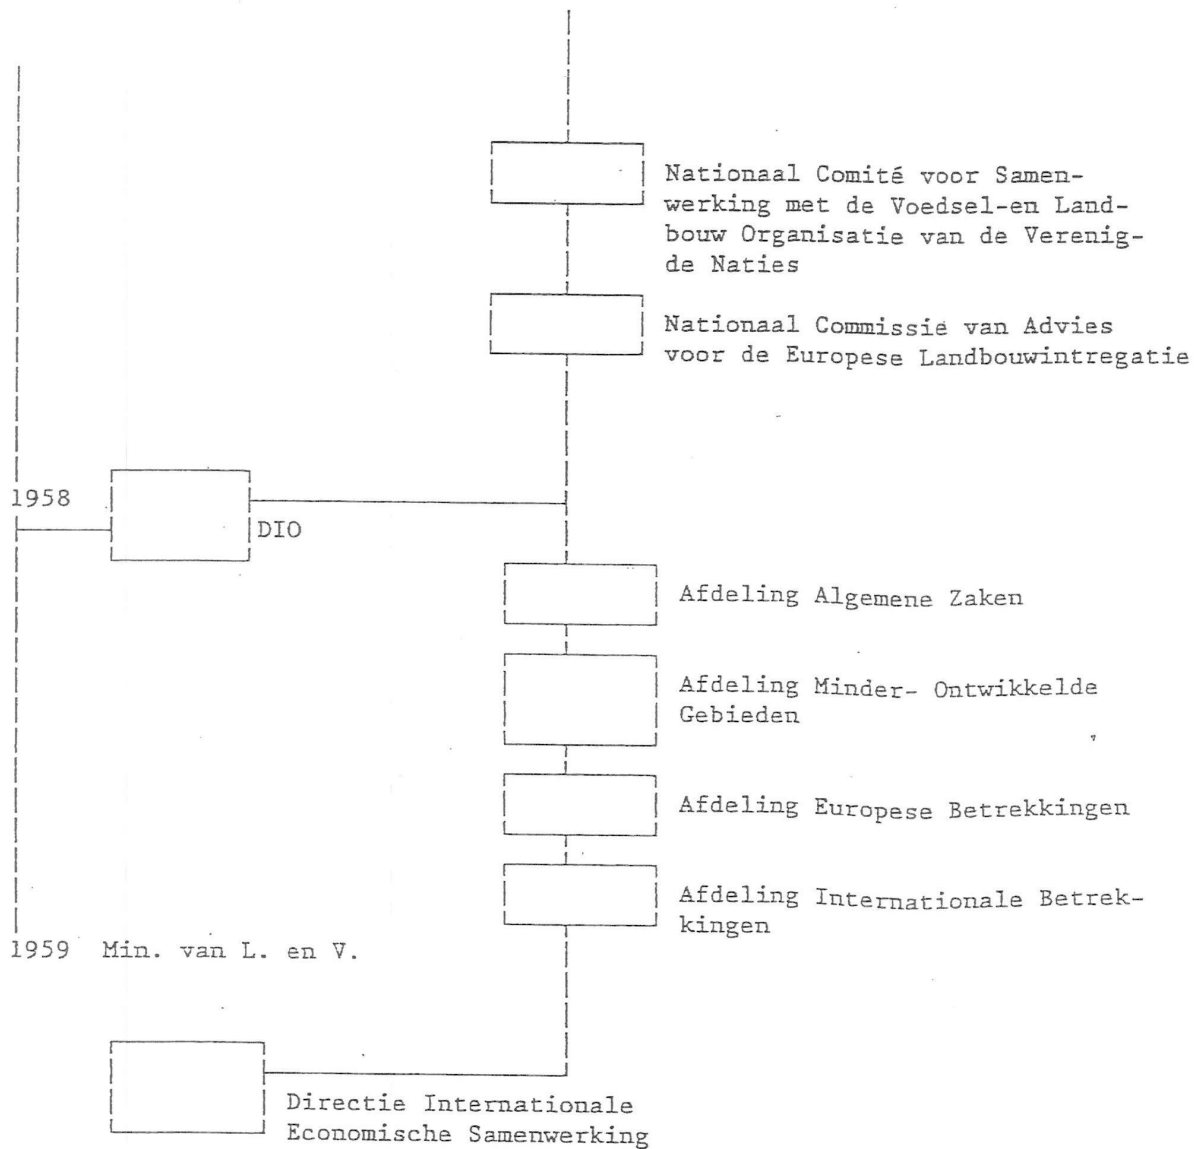 Nationaal Comité voor Samen-
werking met de Voedsel-en Land-
bouw Organisatie van de Verenig-
de Naties
Nationaal Commissie van Advies
voor de Europese Landbouwintregatie
1958
DIO
Afdeling Algemene Zaken
Afdeling Minder- Ontwikkelde
Gebieden
Afdeling Europese Betrekkingen
Afdeling Internationale Betrek-
kingen
1959 Min. van L. en V.
Directie Internationale
Economische Samenwerking